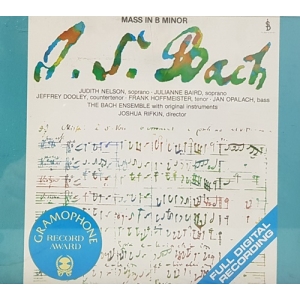 MASS IN B MINOR
J. S. Bach
JUDITH NELSON, soprano · JULIANNE BAIRD, soprano
JEFFREY DOOLEY, countertenor · FRANK HOFFMEISTER, tenor · JAN OPALACH, bass
THE BACH ENSEMBLE with original instruments
JOSHUA RIFKIN, director
GRAMOPHONE
RECORD
AWARD
FULL DIGITAL
RECORDING